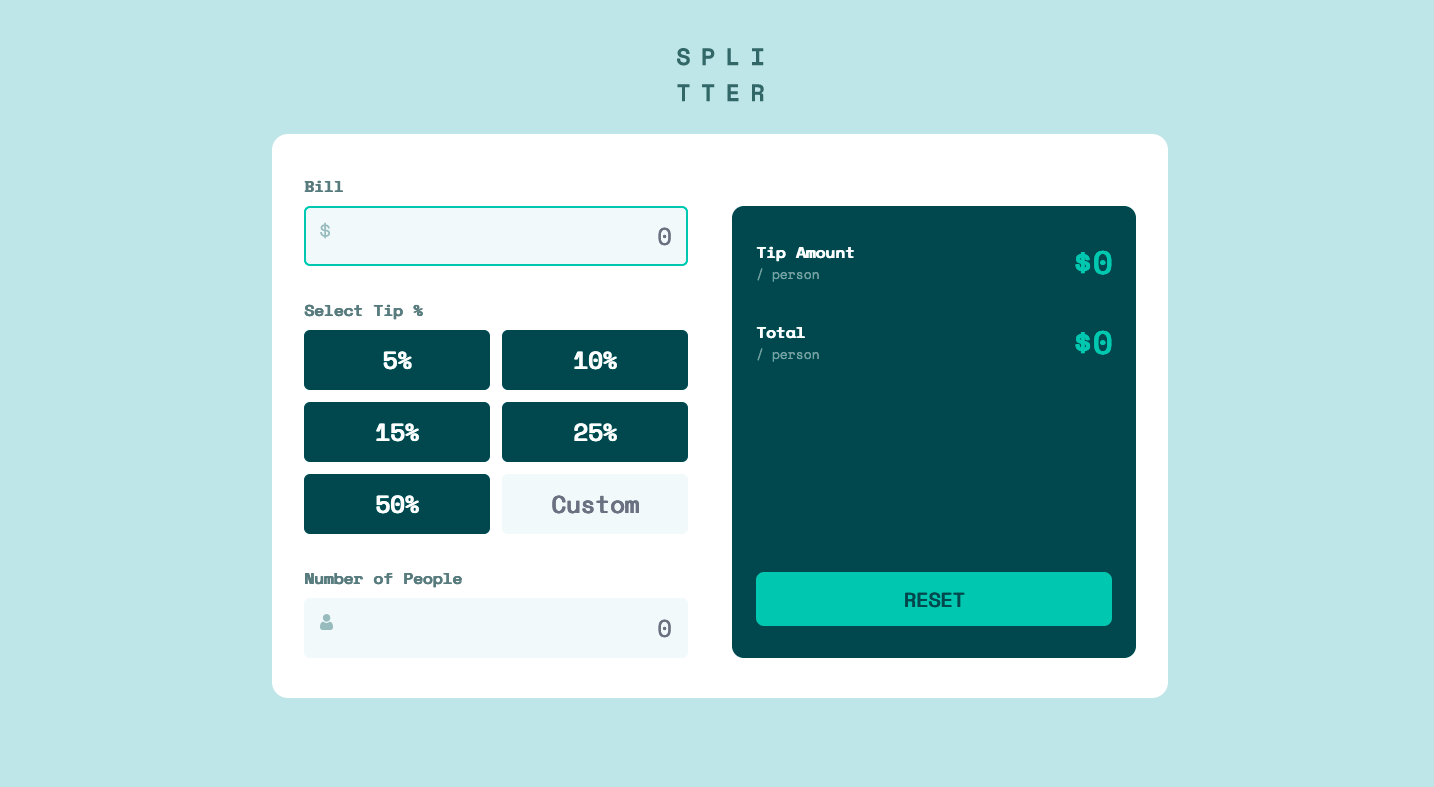 SPLI
TTER
Bill
$
0
Select Tip %
5%
10%
15%
25%
50%
Custom
Number of People
0
Tip Amount
/ person
$0
Total
/ person
$0
RESET